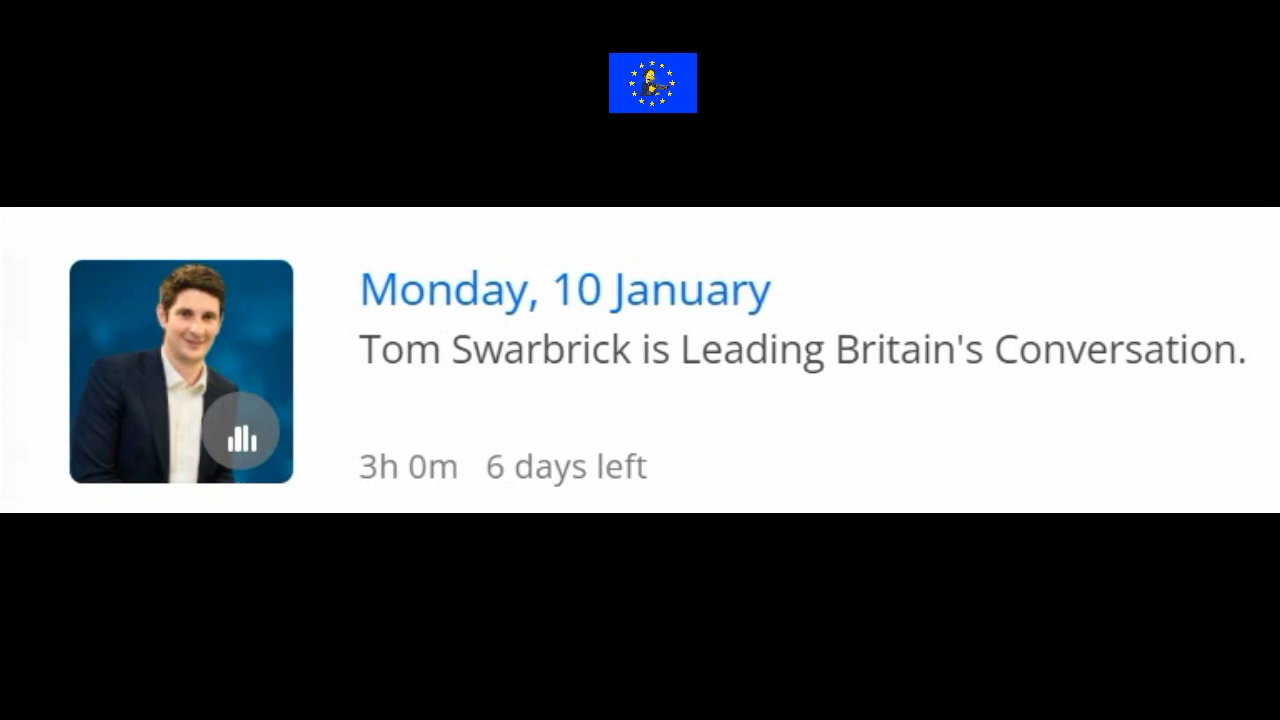 Monday, 10 January
Tom Swarbrick is Leading Britain's Conversation.
3h 0m 6 days left